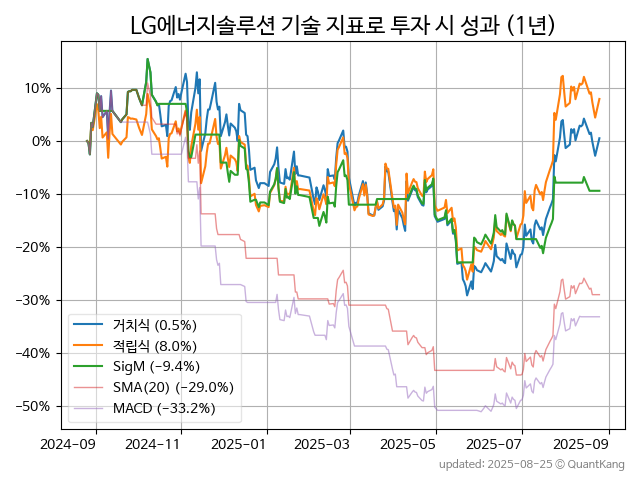 LG에너지솔루션 기술 지표로 투자 시 성과 (1년)
10%
0%
−10%
−20%
−30%
−40%
−50%
거치식 (0.5%)
적립식 (8.0%)
SigM (−9.4%)
SMA(20) (−29.0%)
MACD (−33.2%)
2024−09
2024−11
2025−01
2025−03
2025−05
2025−07
2025−09
updated: 2025-08-25 © QuantKang